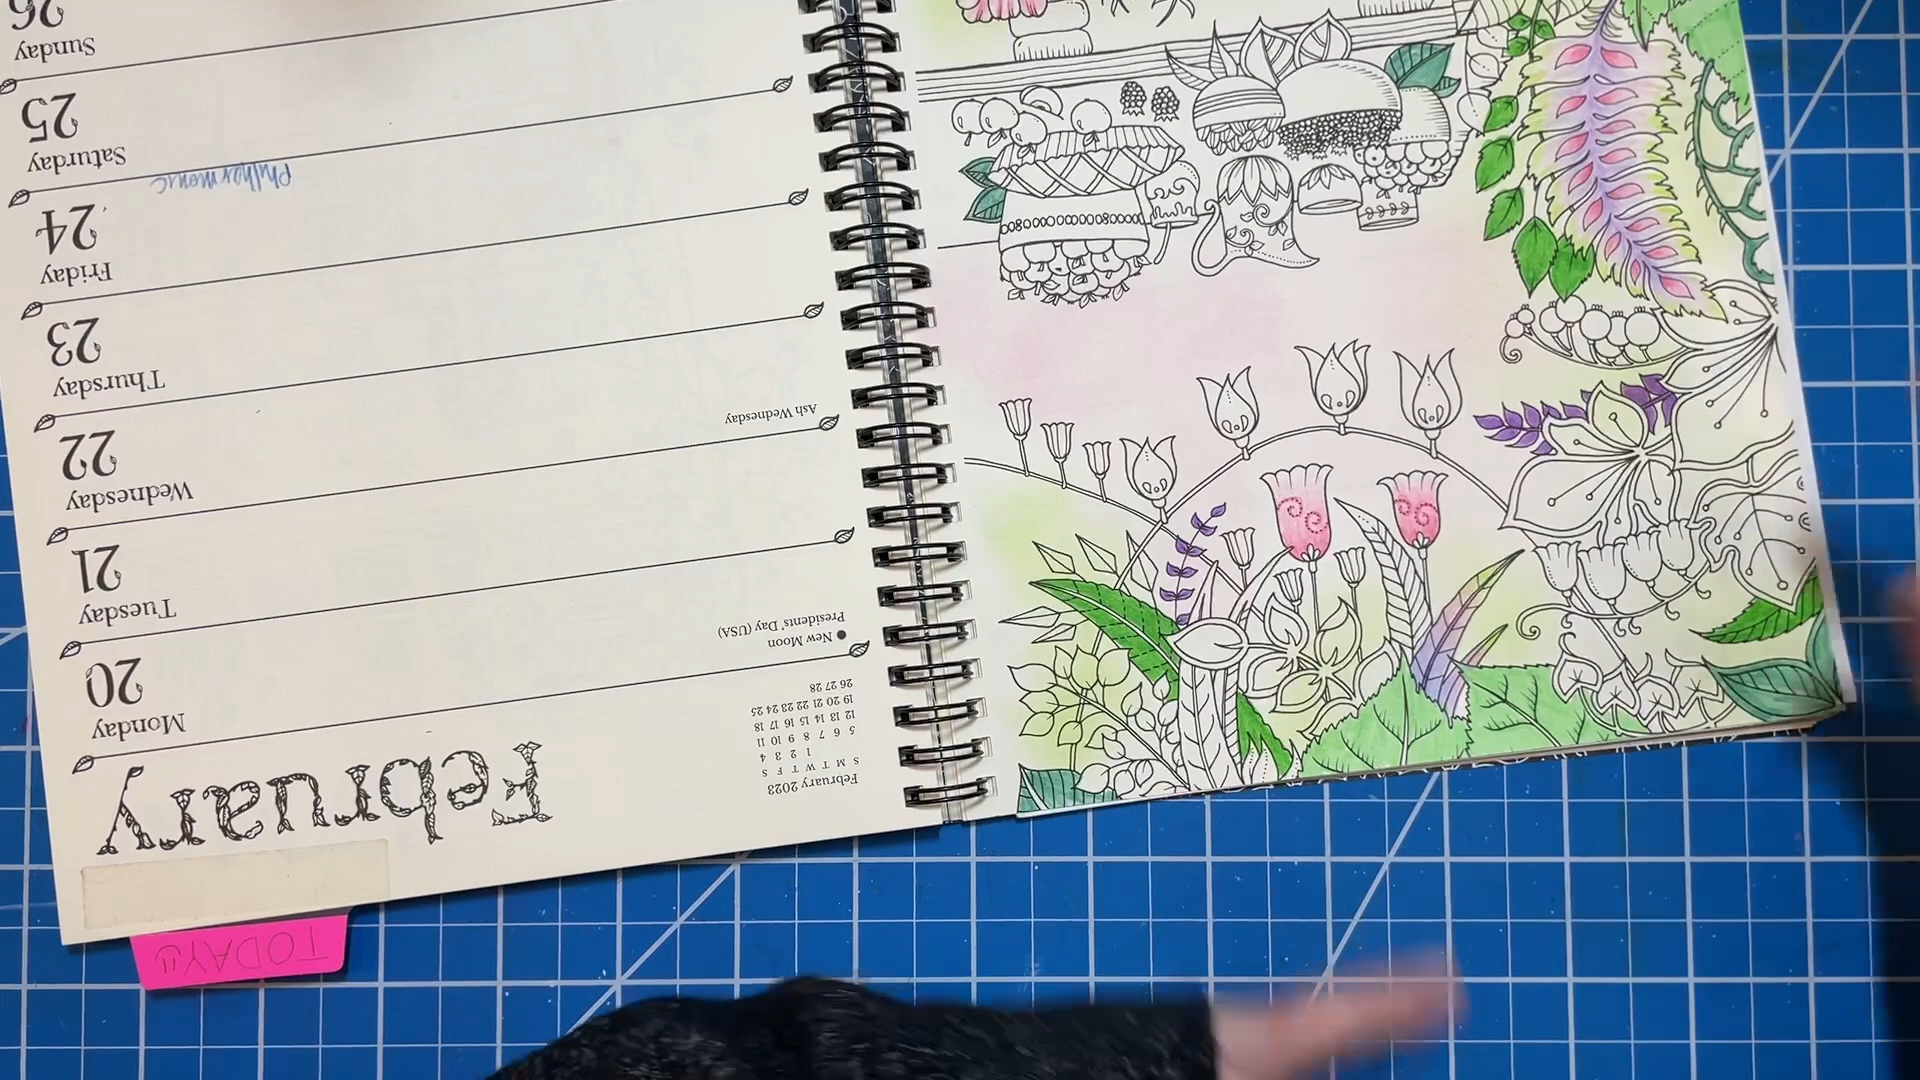 February
February 2023
S M T W T F S
1 2 3 4
5 6 7 8 9 10 11
12 13 14 15 16 17 18
19 20 21 22 23 24 25
26 27 28
Monday
20
New Moon
Presidents' Day (USA)
Tuesday
21
Wednesday
22
Ash Wednesday
Thursday
23
Friday
24
Philharmonic
Saturday
25
Sunday
26
TODAY